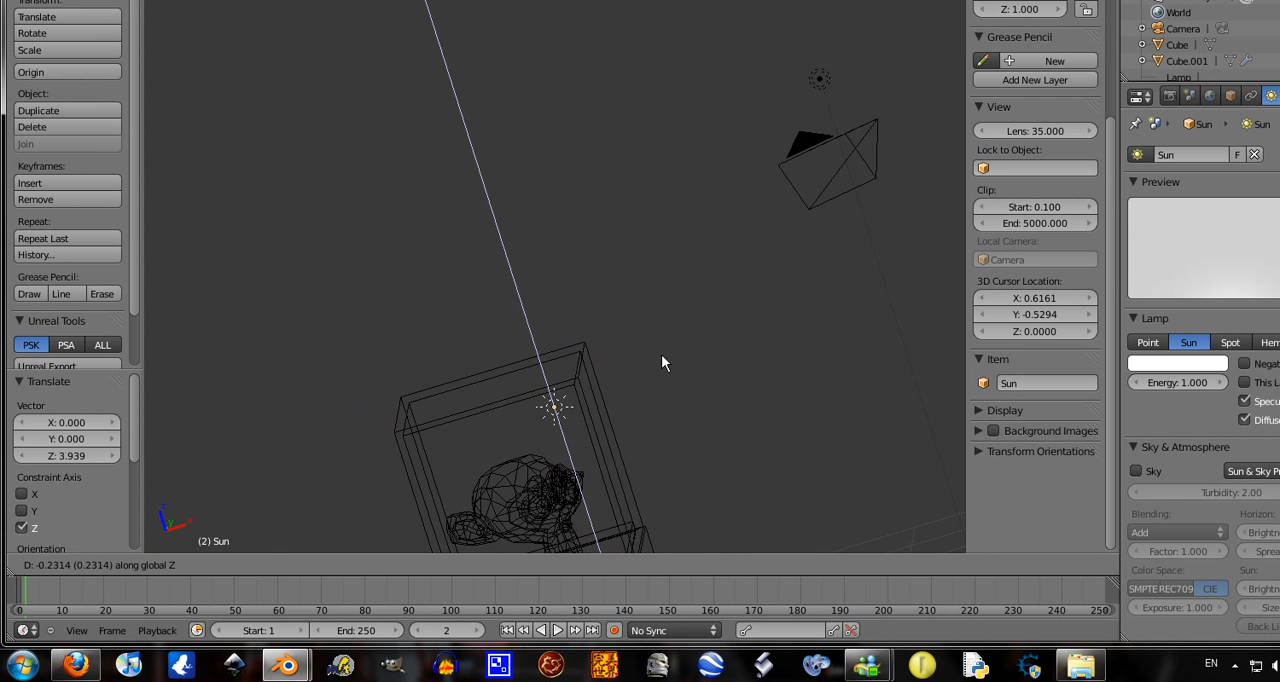 Transform:
Translate
Rotate
Scale
Origin
Object:
Duplicate
Delete
Join
Keyframes:
Insert
Remove
Repeat:
Repeat Last
History...
Grease Pencil:
Draw Line Erase
Unreal Tools
PSK PSA ALL
Unreal Export
Translate
Vector
X: 0.000
Y: 0.000
Z: 3.939
Constraint Axis
X
Y
Z
Orientation
(2) Sun
D: -0.2314 (0.2314) along global Z
Z: 1.000
Grease Pencil
New
Add New Layer
View
Lens: 35.000
Lock to Object:
Clip:
Start: 0.100
End: 5000.000
Local Camera:
Camera
3D Cursor Location:
X: 0.6161
Y: -0.5294
Z: 0.0000
Item
Sun
Display
Background Images
Transform Orientations
World
Camera
Cube
Cube.001
Lamp
Sun Sun
Sun F
Preview
Lamp
Point Sun Spot Hem
Negat
Energy: 1.000 This L
Specu
Diffus
Sky & Atmosphere
Sky Sun & Sky Pr
Turbidity: 2.00
Blending: Horizon:
Add Brightn
Factor: 1.000 Sprea
Color Space: Sun:
SMPTE REC709 CIE Brightn
Exposure: 1.000 Size
Back Li
0 10 20 30 40 50 60 70 80 90 100 110 120 130 140 150 160 170 180 190 200 210 220 230 240 250
View Frame Playback Start: 1 End: 250 2 No Sync
EN